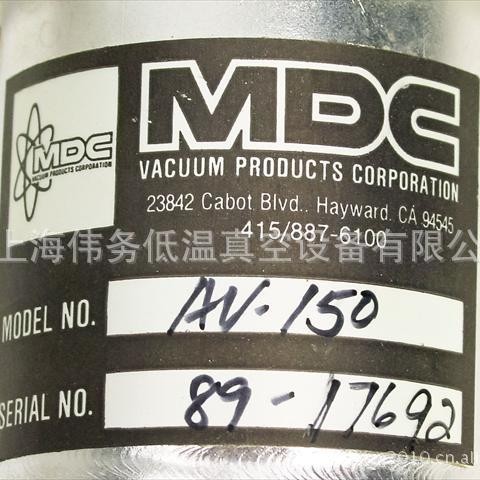 MDC
MDC
VACUUM PRODUCTS CORPORATION
VACUUM PRODUCTS CORPORATION
23842 Cabot Blvd.. Hayward. CA 94545
415/887-6100
上海伟务低温真空设备有限公
MODEL NO. AV-150
SERIAL NO. 89-17692